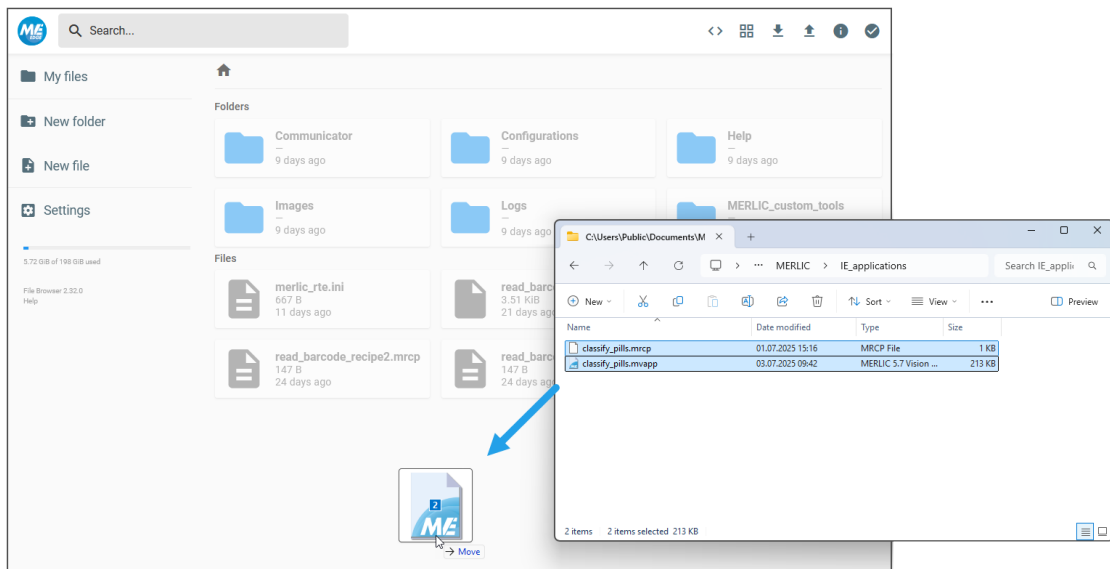 ME
EDGE
Search...
My files
New folder
New file
Settings
5.72 GiB of 198 GiB used
File Browser 2.32.0
Help
Folders
Communicator
—
9 days ago
Configurations
—
9 days ago
Help
—
9 days ago
Images
—
9 days ago
Logs
—
9 days ago
MERLIC_custom_tools
Files
merlic_rte.ini
667 B
11 days ago
read_barc
3.51 KiB
21 days ag
read_barcode_recipe2.mrcp
147 B
24 days ago
read_barc
147 B
24 days ag
2
ME
→ Move
C:\Users\Public\Documents\M
MERLIC > IE_applications
Search IE_applic
New
Sort
View
Preview
Name
Date modified
Type
Size
classify_pills.mrcp 01.07.2025 15:16 MRCP File 1 KB
classify_pills.mvapp 03.07.2025 09:42 MERLIC 5.7 Vision ... 213 KB
2 items 2 items selected 213 KB